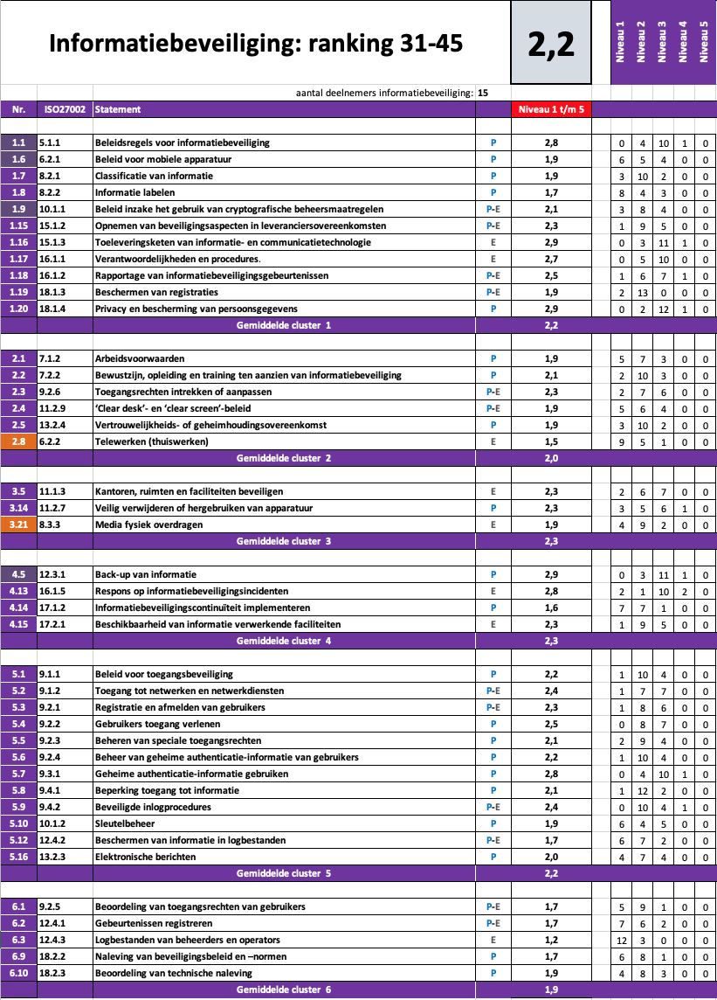 Informatiebeveiliging: ranking 31-45 2,2 Niveau 1 Niveau 2 Niveau 3 Niveau 4 Niveau 5
aantal deelnemers informatiebeveiliging: 15
Nr. ISO27002 Statement Niveau 1 t/m 5
1.1 5.1.1 Beleidsregels voor informatiebeveiliging P 2,8 0 4 10 1 0
1.6 6.2.1 Beleid voor mobiele apparatuur P 1,9 6 5 4 0 0
1.7 8.2.1 Classificatie van informatie P 1,9 3 10 2 0 0
1.8 8.2.2 Informatie labelen P 1,7 8 4 3 0 0
1.9 10.1.1 Beleid inzake het gebruik van cryptografische beheersmaatregelen P-E 2,1 3 8 4 0 0
1.15 15.1.2 Opnemen van beveiligingsaspecten in leveranciersovereenkomsten P-E 2,3 1 9 5 0 0
1.16 15.1.3 Toeleveringsketen van informatie- en communicatietechnologie E 2,9 0 3 11 1 0
1.17 16.1.1 Verantwoordelijkheden en procedures. E 2,7 0 5 10 0 0
1.18 16.1.2 Rapportage van informatiebeveiligingsgebeurtenissen P-E 2,5 1 6 7 1 0
1.19 18.1.3 Beschermen van registraties P-E 1,9 2 13 0 0 0
1.20 18.1.4 Privacy en bescherming van persoonsgegevens P 2,9 0 2 12 1 0
Gemiddelde cluster 1 2,2
2.1 7.1.2 Arbeidsvoorwaarden P 1,9 5 7 3 0 0
2.2 7.2.2 Bewustzijn, opleiding en training ten aanzien van informatiebeveiliging P 2,1 2 10 3 0 0
2.3 9.2.6 Toegangsrechten intrekken of aanpassen P-E 2,3 2 7 6 0 0
2.4 11.2.9 ‘Clear desk’- en ‘clear screen’-beleid P-E 1,9 5 6 4 0 0
2.5 13.2.4 Vertrouwelijkheids- of geheimhoudingsovereenkomst P 1,9 3 10 2 0 0
2.8 6.2.2 Telewerken (thuiswerken) E 1,5 9 5 1 0 0
Gemiddelde cluster 2 2,0
3.5 11.1.3 Kantoren, ruimten en faciliteiten beveiligen E 2,3 2 6 7 0 0
3.14 11.2.7 Veilig verwijderen of hergebruiken van apparatuur P 2,3 3 5 6 1 0
3.21 8.3.3 Media fysiek overdragen E 1,9 4 9 2 0 0
Gemiddelde cluster 3 2,3
4.5 12.3.1 Back-up van informatie P 2,9 0 3 11 1 0
4.13 16.1.5 Respons op informatiebeveiligingsincidenten E 2,8 2 1 10 2 0
4.14 17.1.2 Informatiebeveiligingscontinuïteit implementeren P 1,6 7 7 1 0 0
4.15 17.2.1 Beschikbaarheid van informatie verwerkende faciliteiten E 2,3 1 9 5 0 0
Gemiddelde cluster 4 2,3
5.1 9.1.1 Beleid voor toegangsbeveiliging P 2,2 1 10 4 0 0
5.2 9.1.2 Toegang tot netwerken en netwerkdiensten P-E 2,4 1 7 7 0 0
5.3 9.2.1 Registratie en afmelden van gebruikers P-E 2,3 1 8 6 0 0
5.4 9.2.2 Gebruikers toegang verlenen P 2,5 0 8 7 0 0
5.5 9.2.3 Beheren van speciale toegangsrechten P 2,1 2 9 4 0 0
5.6 9.2.4 Beheer van geheime authenticatie-informatie van gebruikers P 2,2 1 10 4 0 0
5.7 9.3.1 Geheime authenticatie-informatie gebruiken P 2,8 0 4 10 1 0
5.8 9.4.1 Beperking toegang tot informatie P 2,1 1 12 2 0 0
5.9 9.4.2 Beveiligde inlogprocedures P-E 2,4 0 10 4 1 0
5.10 10.1.2 Sleutelbeheer P 1,9 6 4 5 0 0
5.12 12.4.2 Beschermen van informatie in logbestanden P-E 1,7 6 7 2 0 0
5.16 13.2.3 Elektronische berichten P 2,0 4 7 4 0 0
Gemiddelde cluster 5 2,2
6.1 9.2.5 Beoordeling van toegangsrechten van gebruikers P-E 1,7 5 9 1 0 0
6.2 12.4.1 Gebeurtenissen registreren P-E 1,7 7 6 2 0 0
6.3 12.4.3 Logbestanden van beheerders en operators E 1,2 12 3 0 0 0
6.9 18.2.2 Naleving van beveiligingsbeleid en –normen P 1,7 6 8 1 0 0
6.10 18.2.3 Beoordeling van technische naleving P 1,9 4 8 3 0 0
Gemiddelde cluster 6 1,9